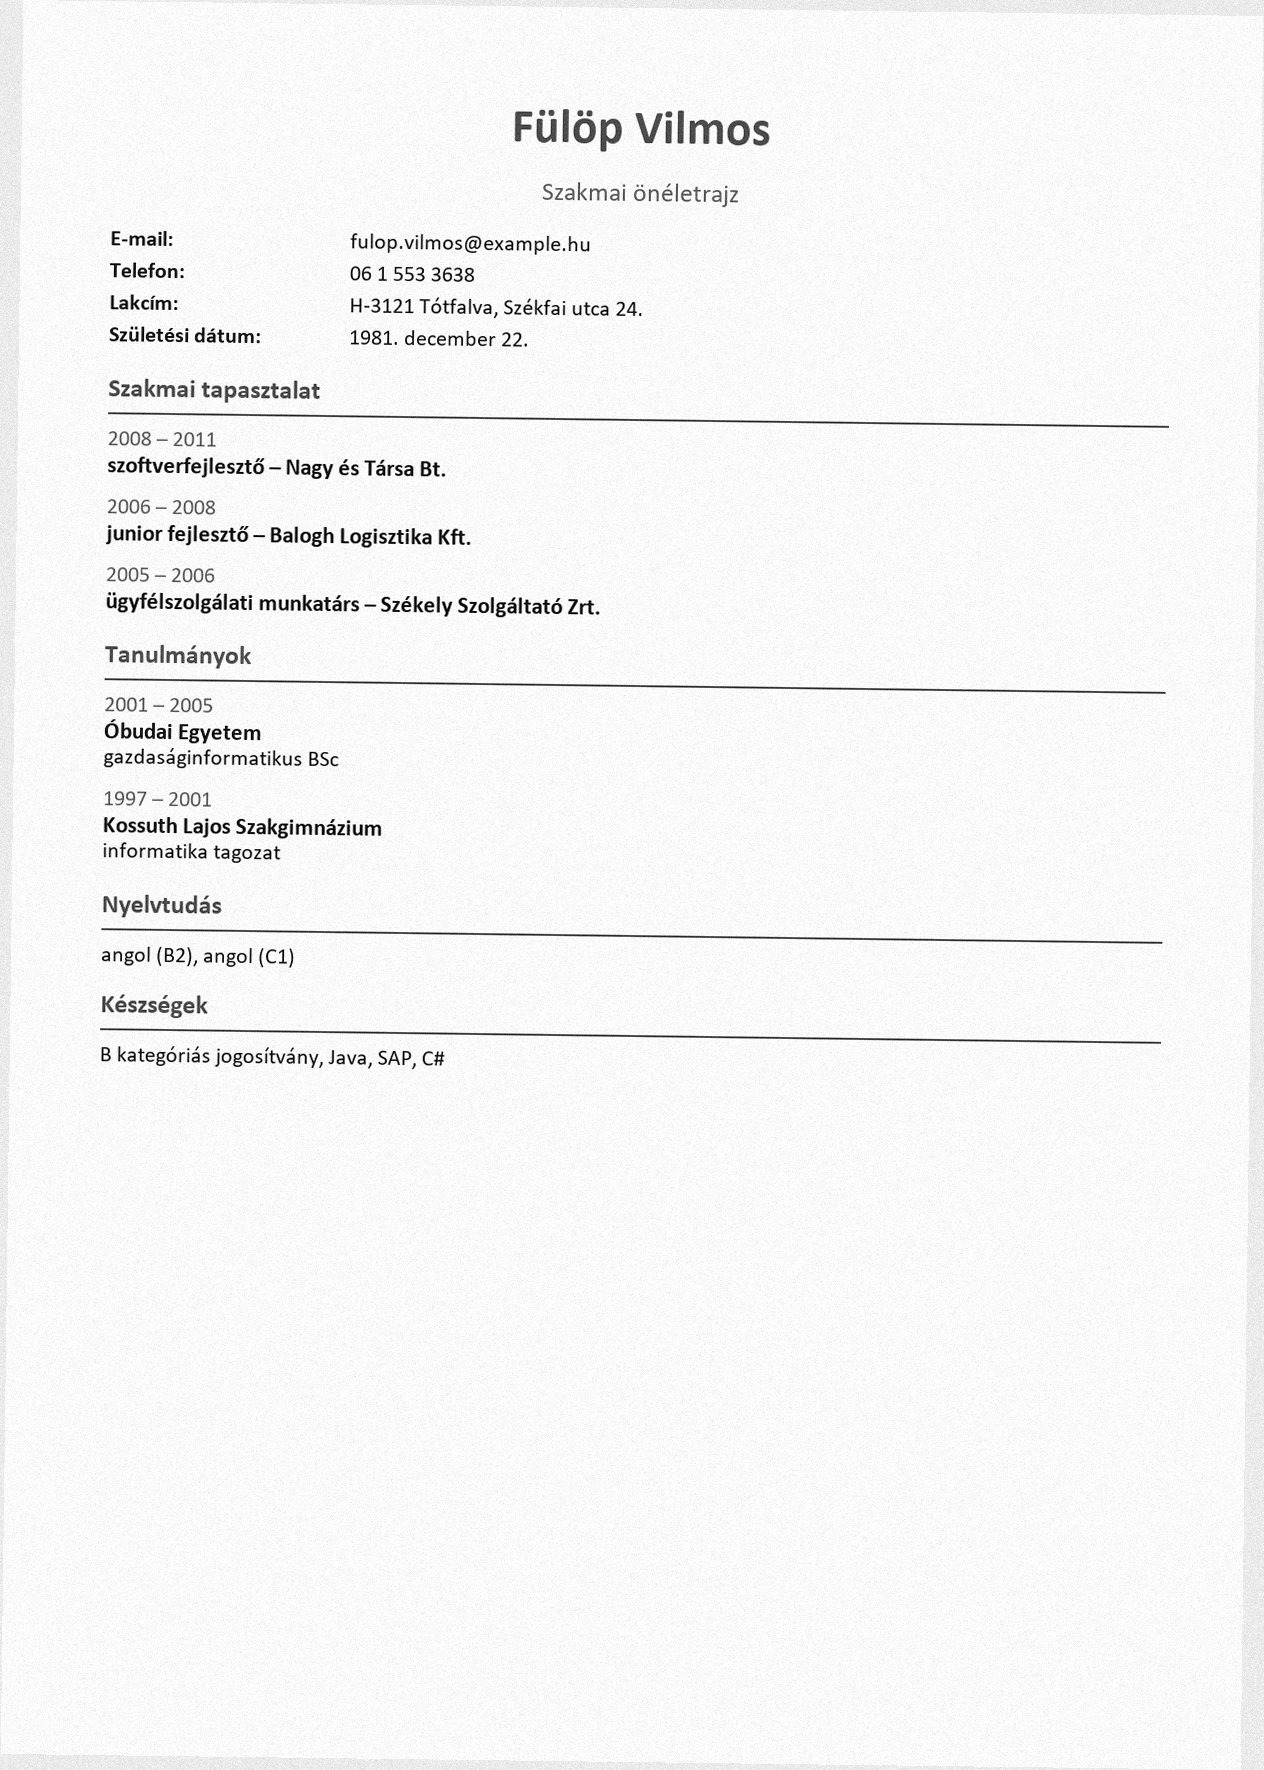 Fülöp Vilmos
Szakmai önéletrajz
E-mail: fulop.vilmos@example.hu
Telefon: 06 1 553 3638
Lakcím: H-3121 Tótfalva, Székfai utca 24.
Születési dátum: 1981. december 22.
Szakmai tapasztalat
2008 – 2011
szoftverfejlesztő – Nagy és Társa Bt.
2006 – 2008
junior fejlesztő – Balogh Logisztika Kft.
2005 – 2006
ügyfélszolgálati munkatárs – Székely Szolgáltató Zrt.
Tanulmányok
2001 – 2005
Óbudai Egyetem
gazdaságinformatikus BSc
1997 – 2001
Kossuth Lajos Szakgimnázium
informatika tagozat
Nyelvtudás
angol (B2), angol (C1)
Készségek
B kategóriás jogosítvány, Java, SAP, C#